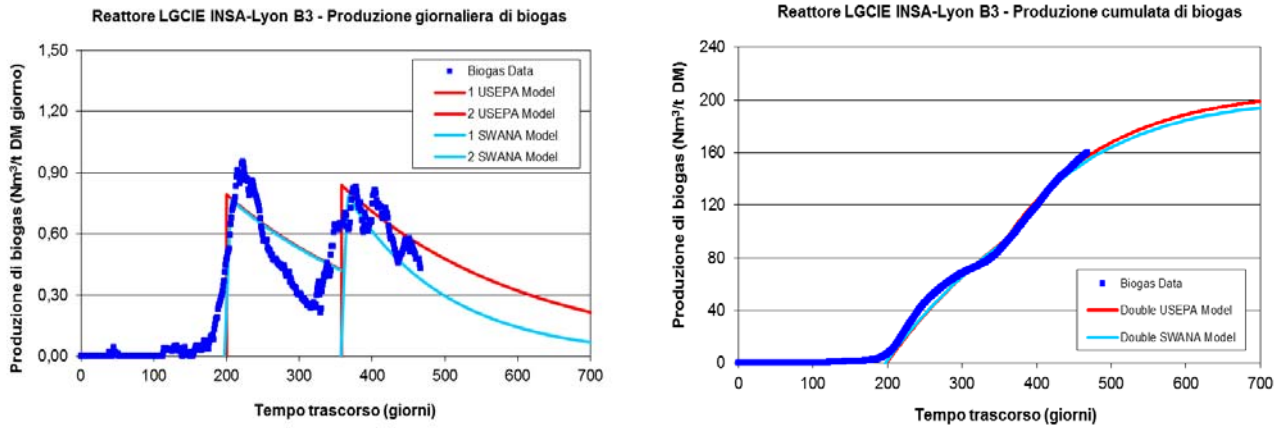 Reattore LGCIE INSA-Lyon B3 - Produzione giornaliera di biogas
Produzione di biogas (Nm³/t DM giorno)
1,50
1,20
0,90
0,60
0,30
0,00
Biogas Data
1 USEPA Model
2 USEPA Model
1 SWANA Model
2 SWANA Model
0 100 200 300 400 500 600 700
Tempo trascorso (giorni)
Reattore LGCIE INSA-Lyon B3 - Produzione cumulata di biogas
Produzione di biogas (Nm³/t DM)
240
200
160
120
80
40
0
Biogas Data
Double USEPA Model
Double SWANA Model
0 100 200 300 400 500 600 700
Tempo trascorso (giorni)